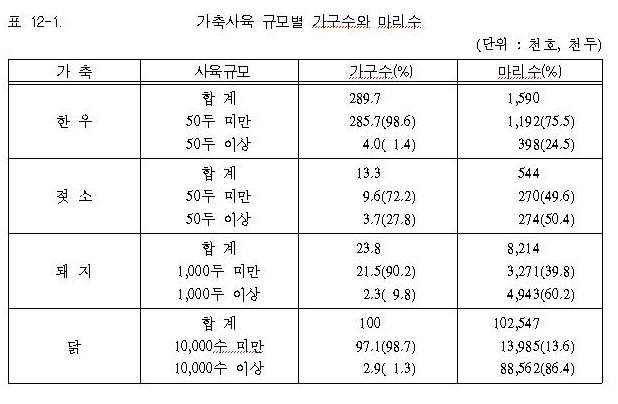 표 12-1. 가축사육 규모별 가구수와 마리수
(단위 : 천호, 천두)
가 축 사육규모 가구수(%) 마리수(%)
한 우
합 계 289.7 1,590
50두 미만 285.7(98.6) 1,192(75.5)
50두 이상 4.0( 1.4) 398(24.5)
젖 소
합 계 13.3 544
50두 미만 9.6(72.2) 270(49.6)
50두 이상 3.7(27.8) 274(50.4)
돼 지
합 계 23.8 8,214
1,000두 미만 21.5(90.2) 3,271(39.8)
1,000두 이상 2.3( 9.8) 4,943(60.2)
닭
합 계 100 102,547
10,000수 미만 97.1(98.7) 13,985(13.6)
10,000수 이상 2.9( 1.3) 88,562(86.4)